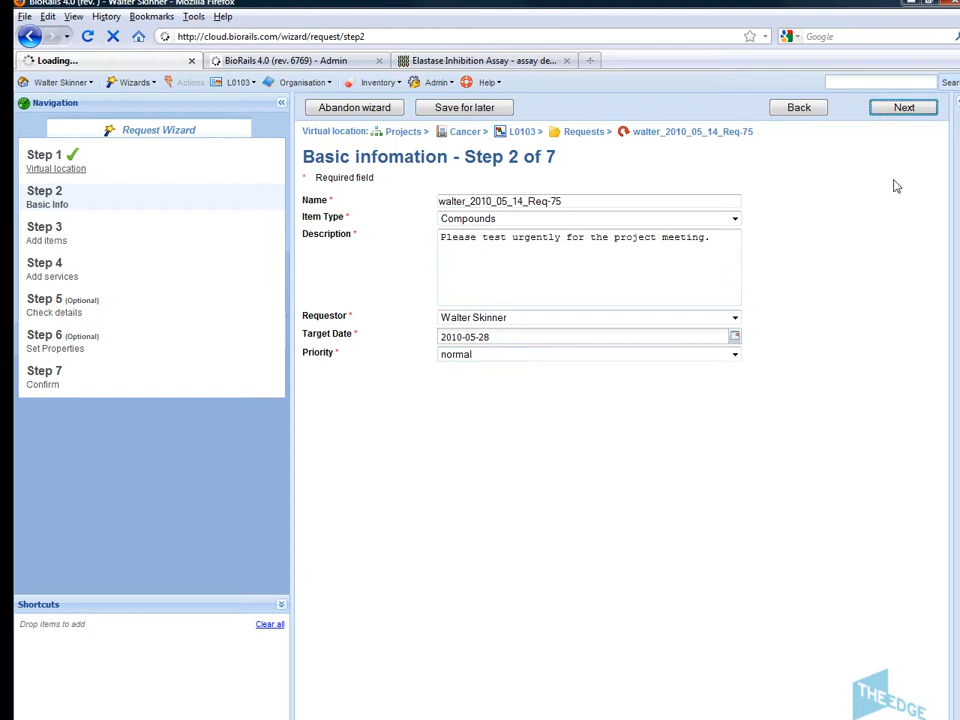 BioRails 4.0 (rev. ) - Walter Skinner - Mozilla Firefox
File Edit View History Bookmarks Tools Help
http://cloud.biorails.com/wizard/request/step2 Google
Loading... BioRails 4.0 (rev. 6769) - Admin Elastase Inhibition Assay - assay de...
Walter Skinner Wizards Actions L0103 Organisation Inventory Admin Help
Navigation
Abandon wizard Save for later Back Next
Request Wizard
Virtual location: Projects > Cancer > L0103 > Requests > walter_2010_05_14_Req-75
Step 1
Virtual location
Step 2
Basic Info
Step 3
Add items
Step 4
Add services
Step 5 (Optional)
Check details
Step 6 (Optional)
Set Properties
Step 7
Confirm
Basic infomation - Step 2 of 7
* Required field
Name * walter_2010_05_14_Req-75
Item Type * Compounds
Description * Please test urgently for the project meeting.
Requestor * Walter Skinner
Target Date * 2010-05-28
Priority * normal
Shortcuts
Drop items to add Clear all
THE EDGE